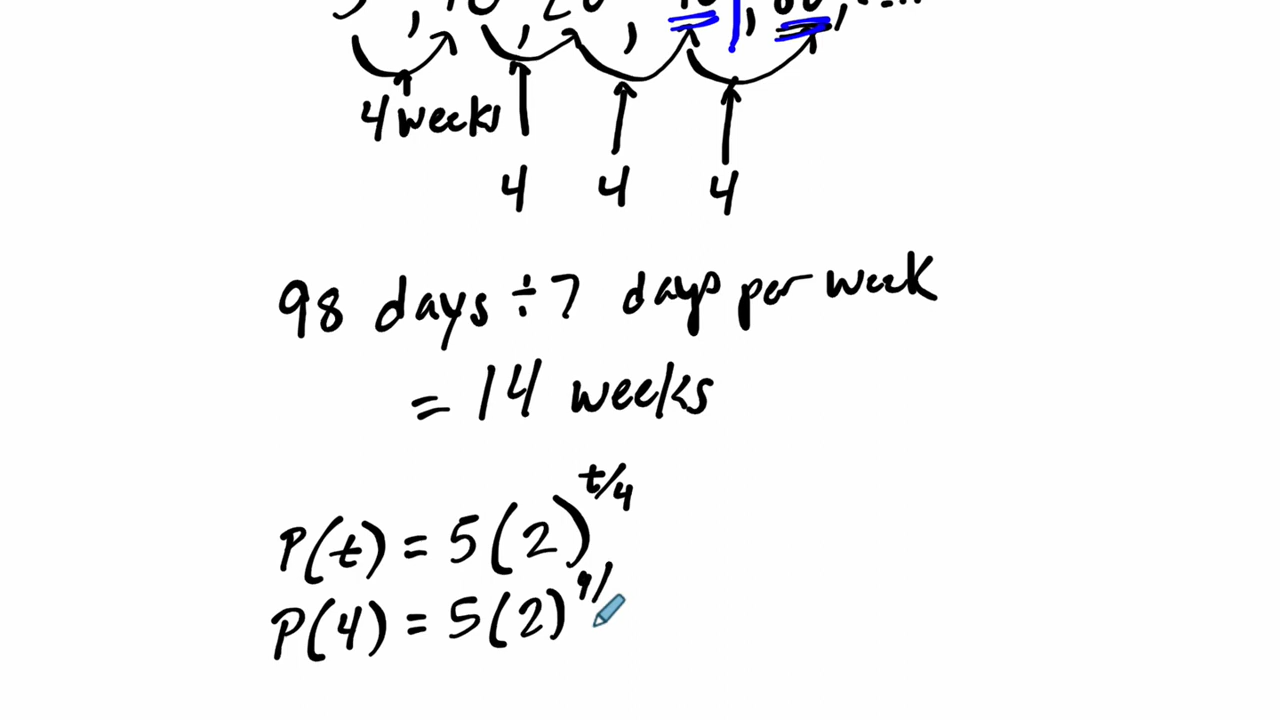 4 weeks
4 4 4
98 days ÷ 7 days per week
= 14 weeks
P(t) = 5(2)^t/4
P(4) = 5(2)^4/